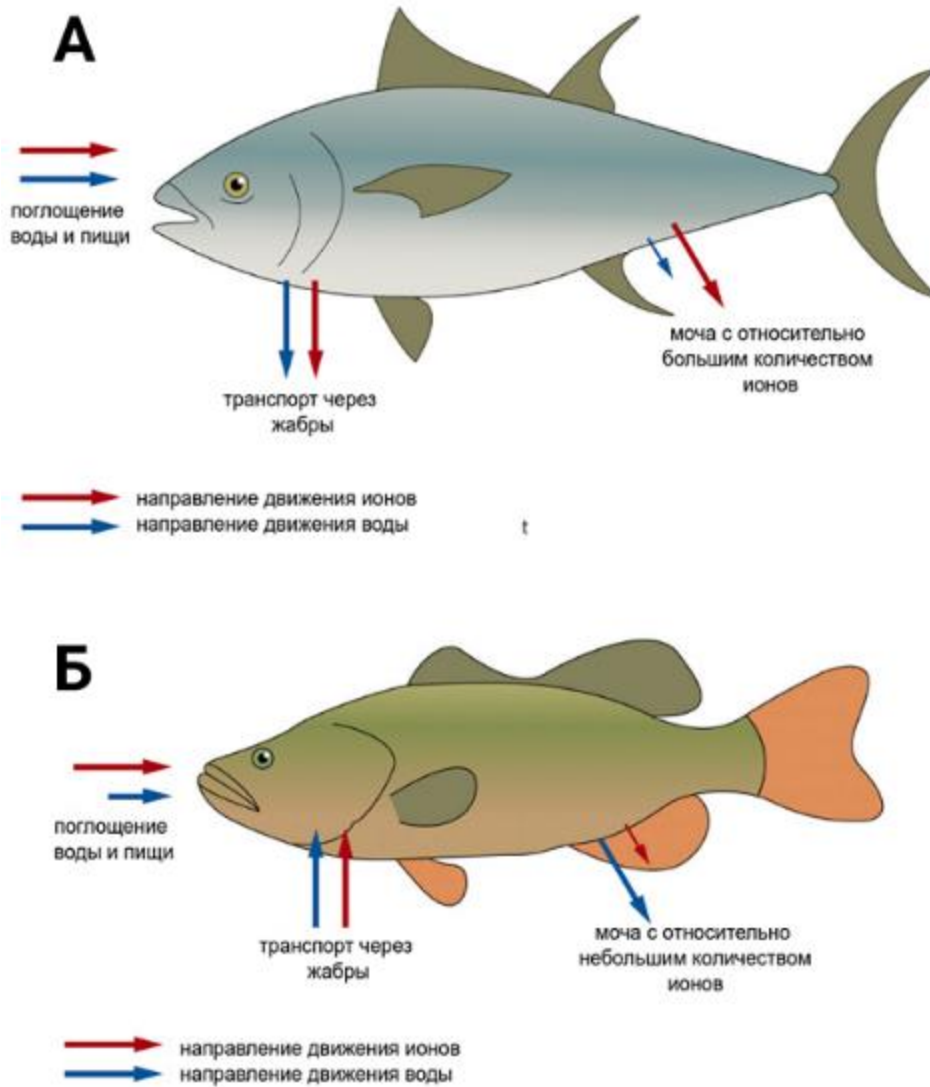 А
поглощение
воды и пищи
транспорт через
жабры
моча с относительно
большим количеством
ионов
направление движения ионов
направление движения воды
t
Б
поглощение
воды и пищи
транспорт через
жабры
моча с относительно
небольшим количеством
ионов
направление движения ионов
направление движения воды